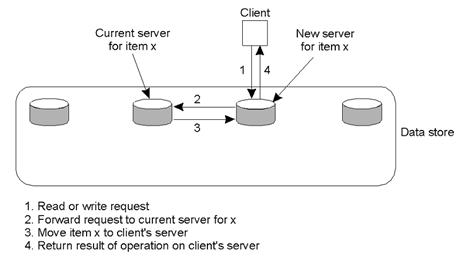 Client
Current server
for item x
New server
for item x
1
4
2
3
Data store
1. Read or write request
2. Forward request to current server for x
3. Move item x to client's server
4. Return result of operation on client's server